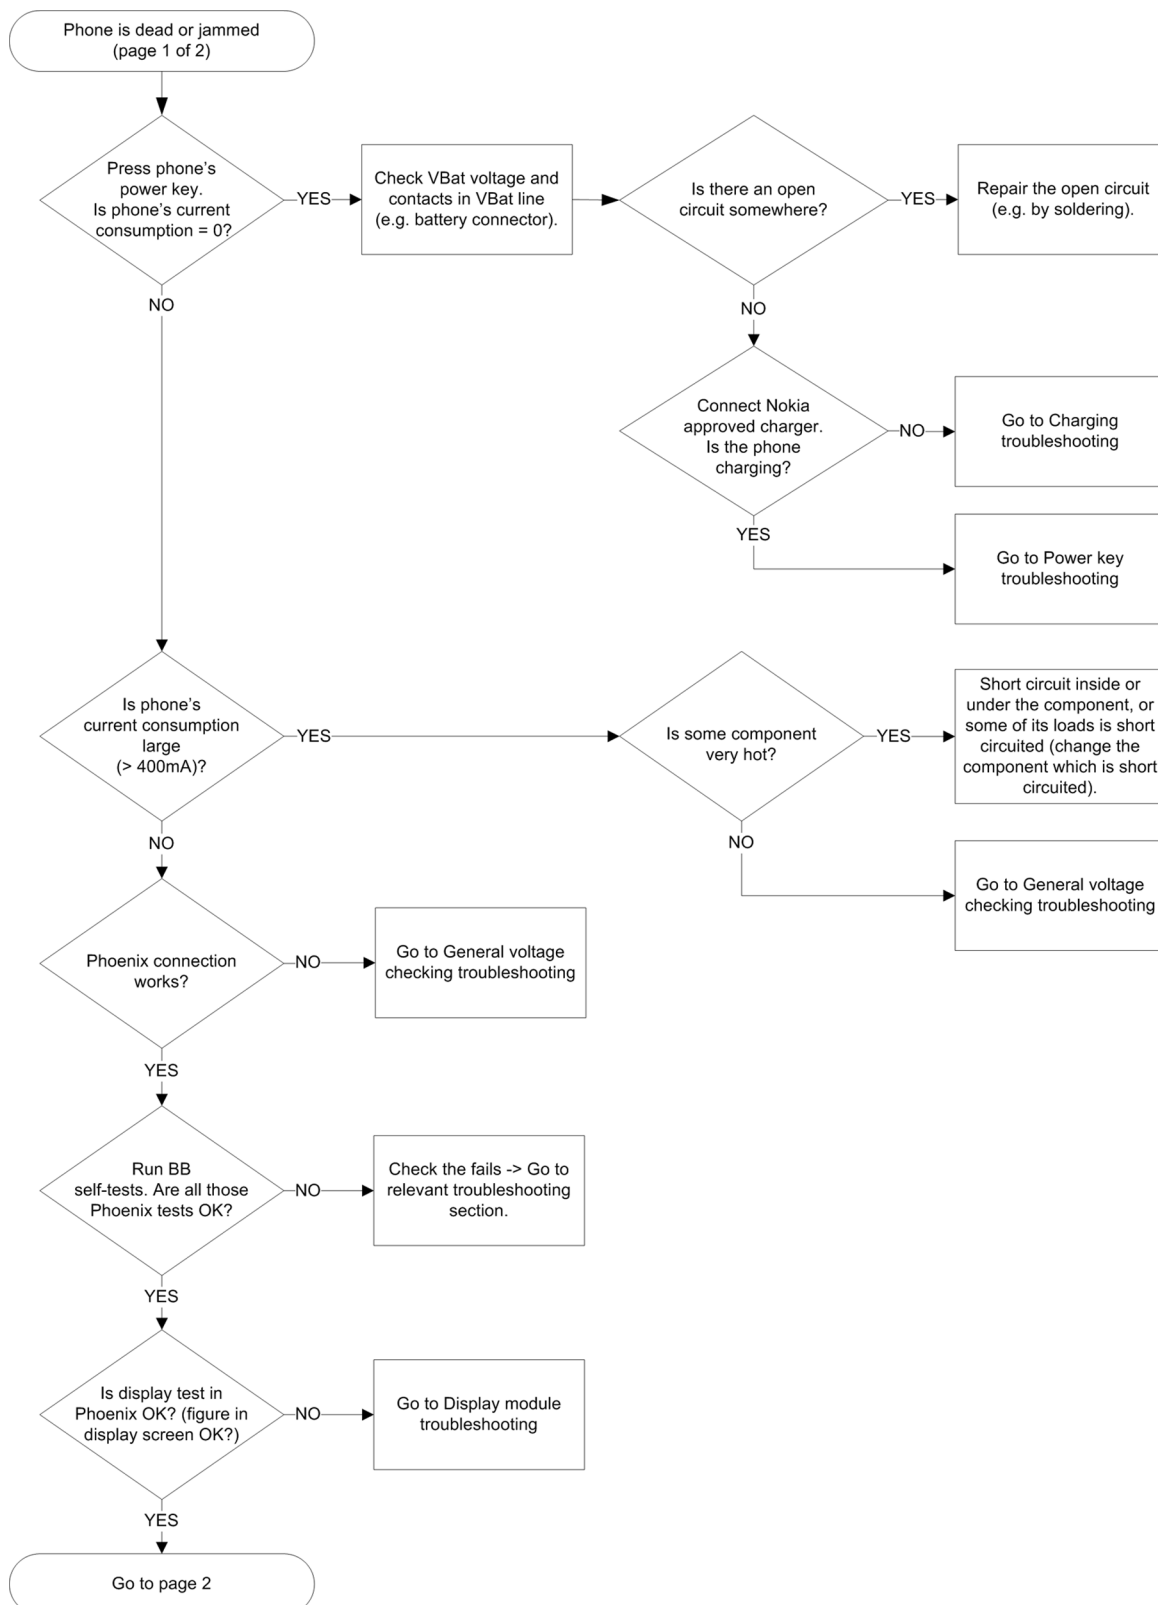 Phone is dead or jammed
(page 1 of 2)
Press phone's
power key.
Is phone's current
consumption = 0?
YES
Check VBat voltage and
contacts in VBat line
(e.g. battery connector).
Is there an open
circuit somewhere?
YES
Repair the open circuit
(e.g. by soldering).
NO
NO
Connect Nokia
approved charger.
Is the phone
charging?
NO
Go to Charging
troubleshooting
YES
Go to Power key
troubleshooting
Is phone's
current consumption
large
(> 400mA)?
YES
Is some component
very hot?
YES
Short circuit inside or
under the component, or
some of its loads is short
circuited (change the
component which is short
circuited).
NO
NO
Go to General voltage
checking troubleshooting
Phoenix connection
works?
NO
Go to General voltage
checking troubleshooting
YES
Run BB
self-tests. Are all those
Phoenix tests OK?
NO
Check the fails -> Go to
relevant troubleshooting
section.
YES
Is display test in
Phoenix OK? (figure in
display screen OK?)
NO
Go to Display module
troubleshooting
YES
Go to page 2